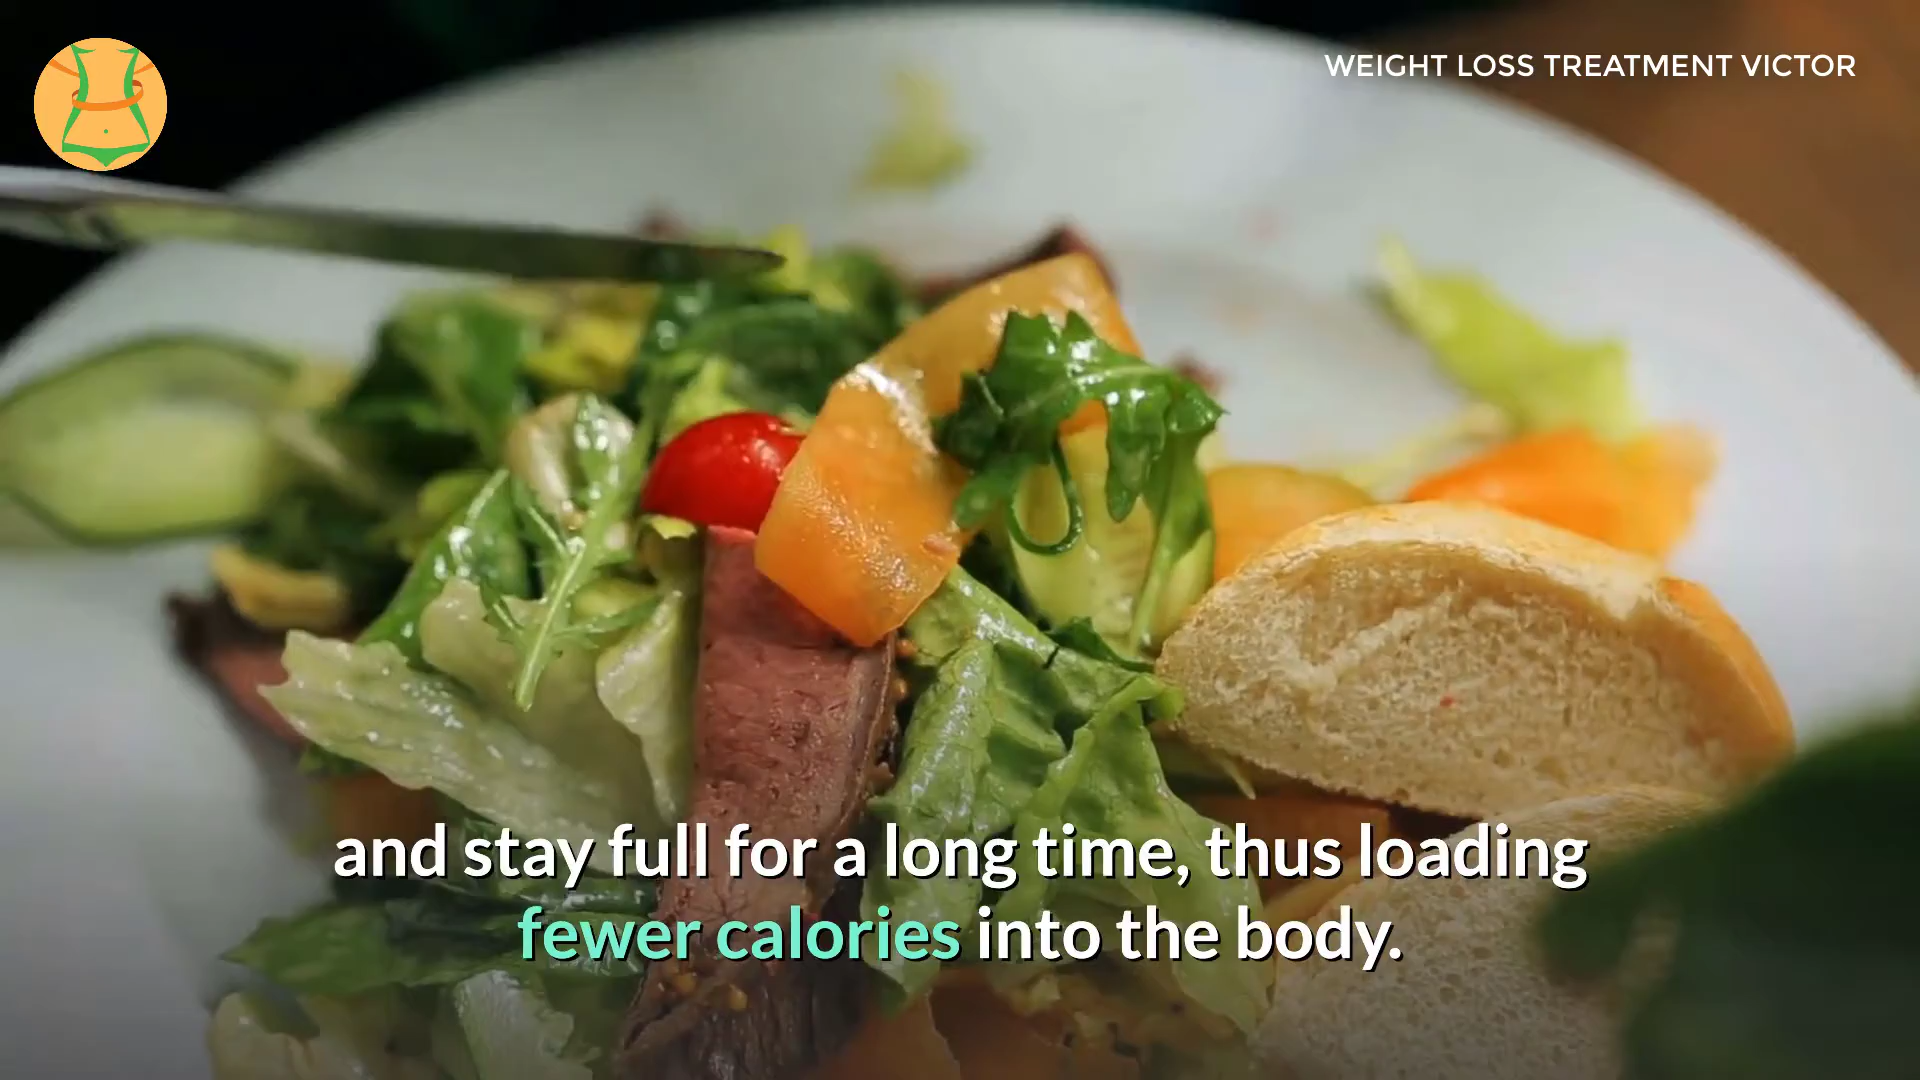 WEIGHT LOSS TREATMENT VICTOR
and stay full for a long time, thus loading
fewer calories into the body.